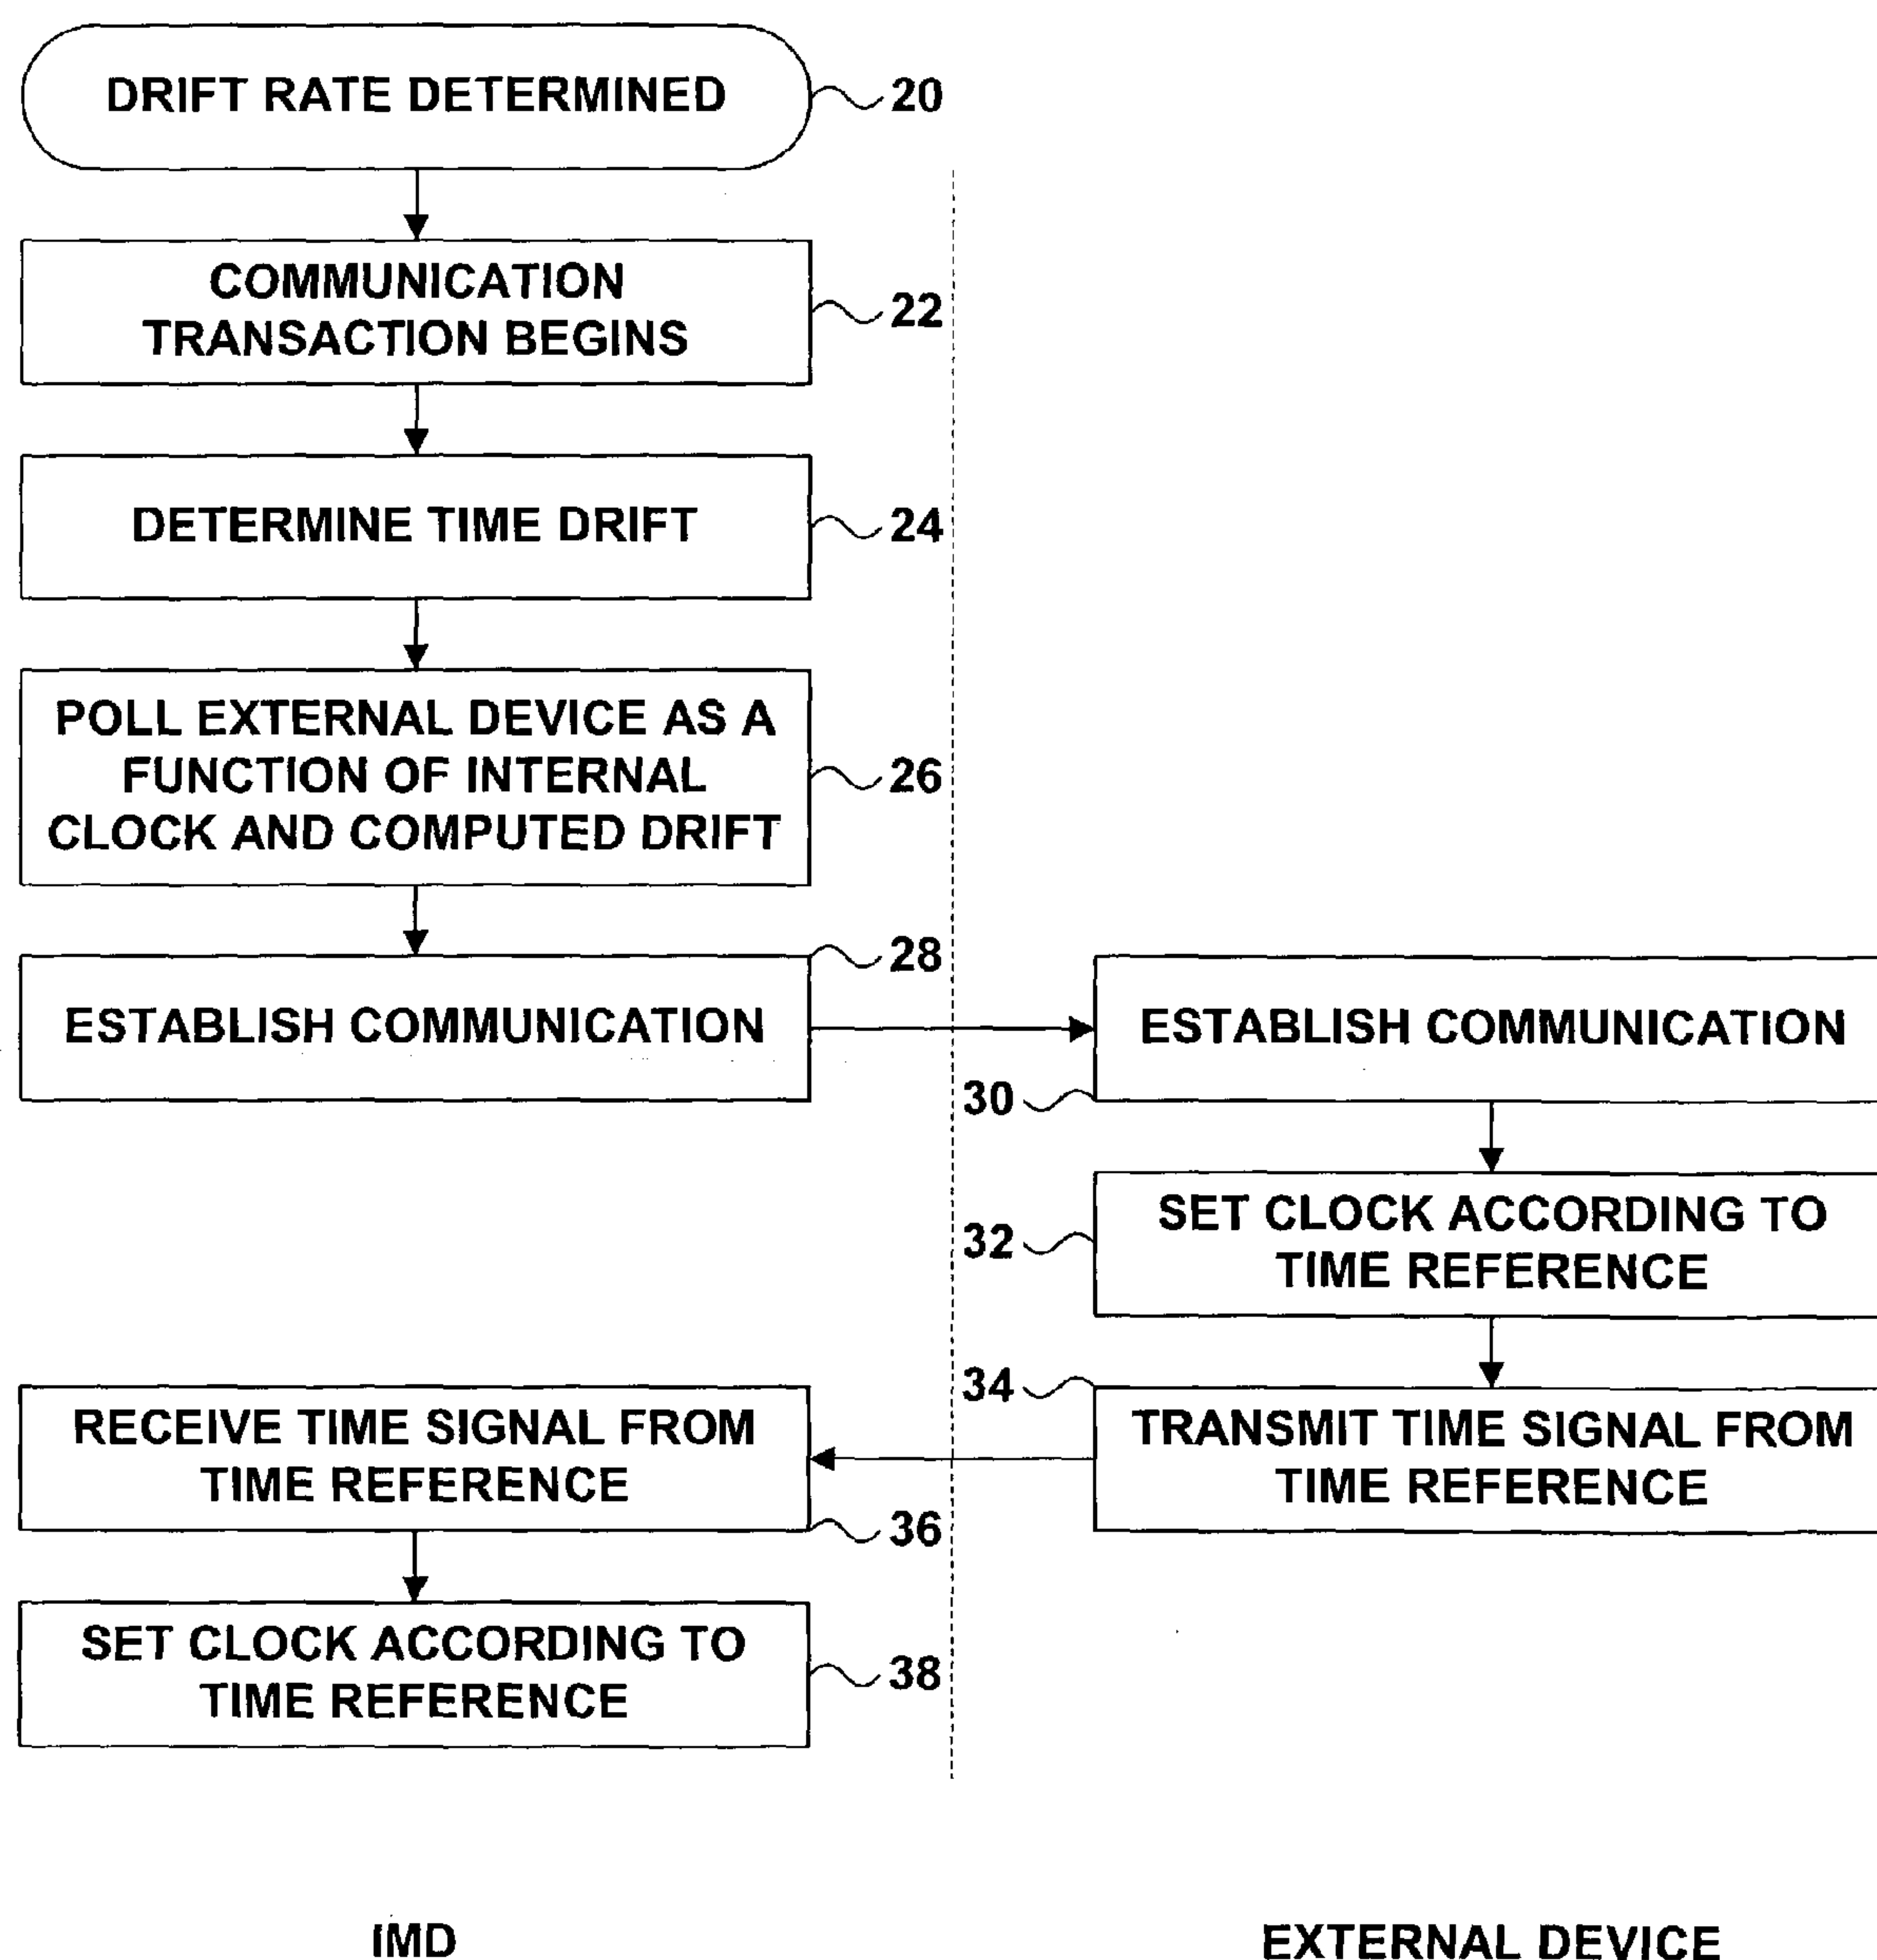 DRIFT RATE DETERMINED
20
COMMUNICATION
TRANSACTION BEGINS
22
DETERMINE TIME DRIFT
24
POLL EXTERNAL DEVICE AS A
FUNCTION OF INTERNAL
CLOCK AND COMPUTED DRIFT
26
ESTABLISH COMMUNICATION
28
ESTABLISH COMMUNICATION
30
SET CLOCK ACCORDING TO
TIME REFERENCE
32
TRANSMIT TIME SIGNAL FROM
TIME REFERENCE
34
RECEIVE TIME SIGNAL FROM
TIME REFERENCE
36
SET CLOCK ACCORDING TO
TIME REFERENCE
38
IMD
EXTERNAL DEVICE